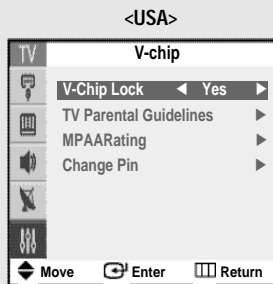 <USA>
TV V-chip
V-Chip Lock ◀ Yes ▶
TV Parental Guidelines ▶
MPAARating ▶
Change Pin ▶
Move Enter Return